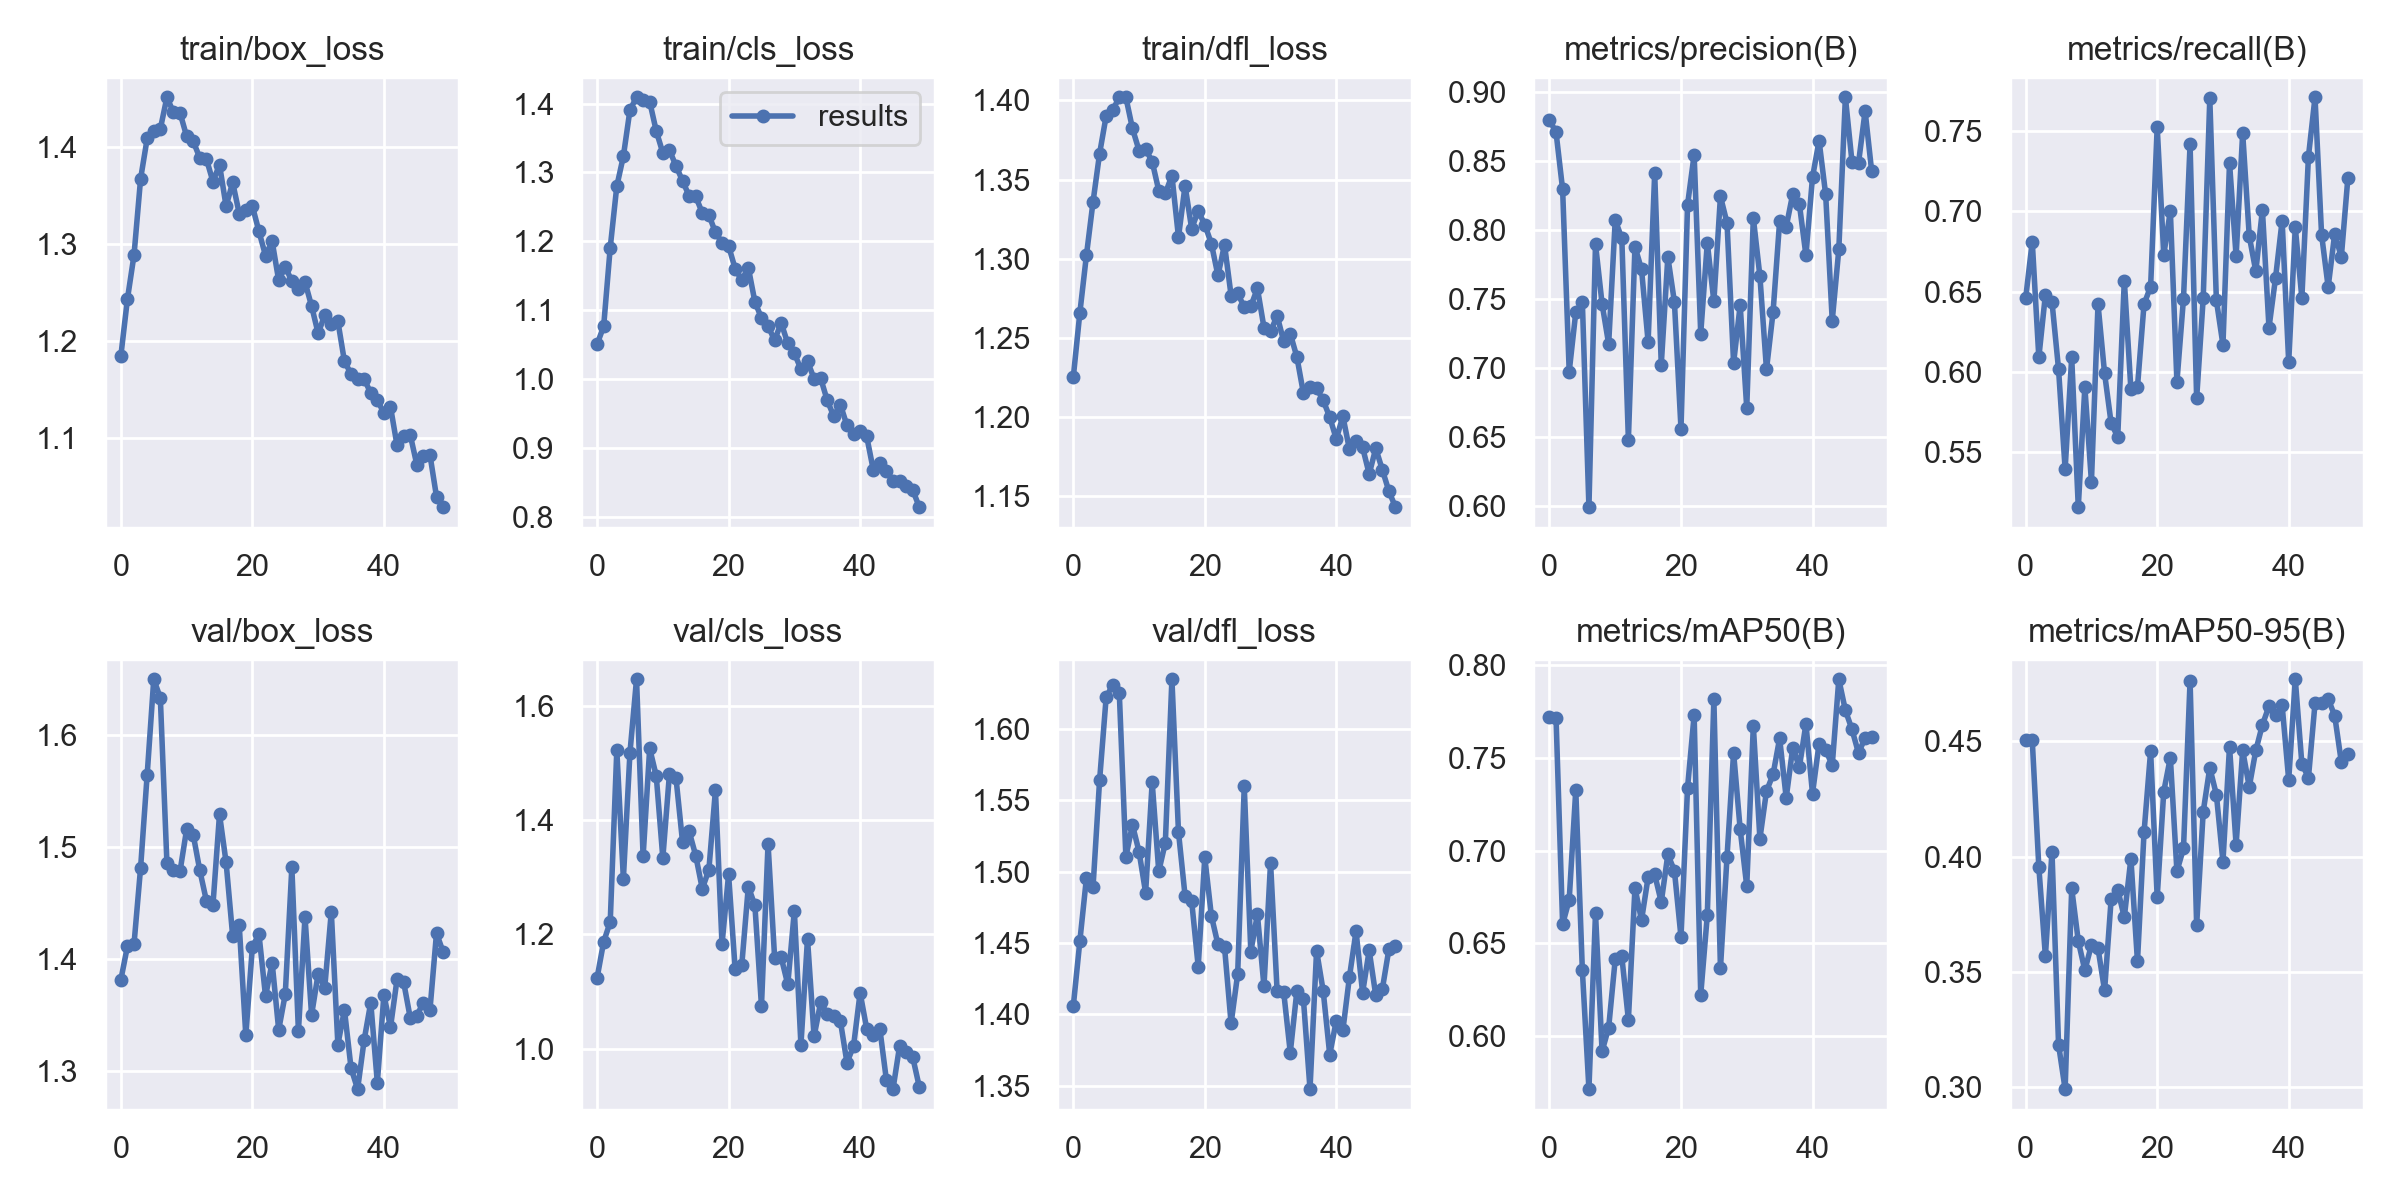 train/box_loss
train/cls_loss
train/dfl_loss
metrics/precision(B)
metrics/recall(B)
results
1.4
1.3
1.2
1.1
0 20 40
1.4
1.3
1.2
1.1
1.0
0.9
0.8
0 20 40
1.40
1.35
1.30
1.25
1.20
1.15
0 20 40
0.90
0.85
0.80
0.75
0.70
0.65
0.60
0 20 40
0.75
0.70
0.65
0.60
0.55
0 20 40
val/box_loss
val/cls_loss
val/dfl_loss
metrics/mAP50(B)
metrics/mAP50-95(B)
1.6
1.5
1.4
1.3
0 20 40
1.6
1.4
1.2
1.0
0 20 40
1.60
1.55
1.50
1.45
1.40
1.35
0 20 40
0.80
0.75
0.70
0.65
0.60
0 20 40
0.45
0.40
0.35
0.30
0 20 40